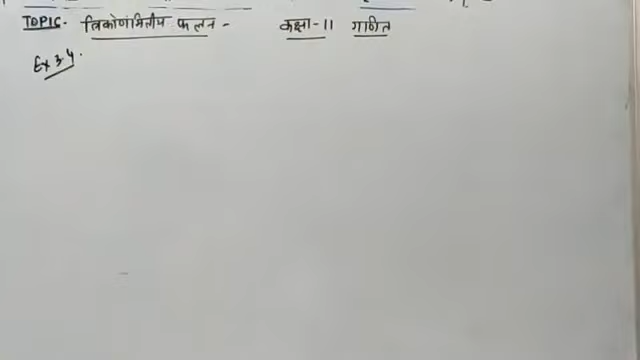 TOPIC- त्रिकोणमितीय फलन - कक्षा-11 गणित
Ex 3.4.